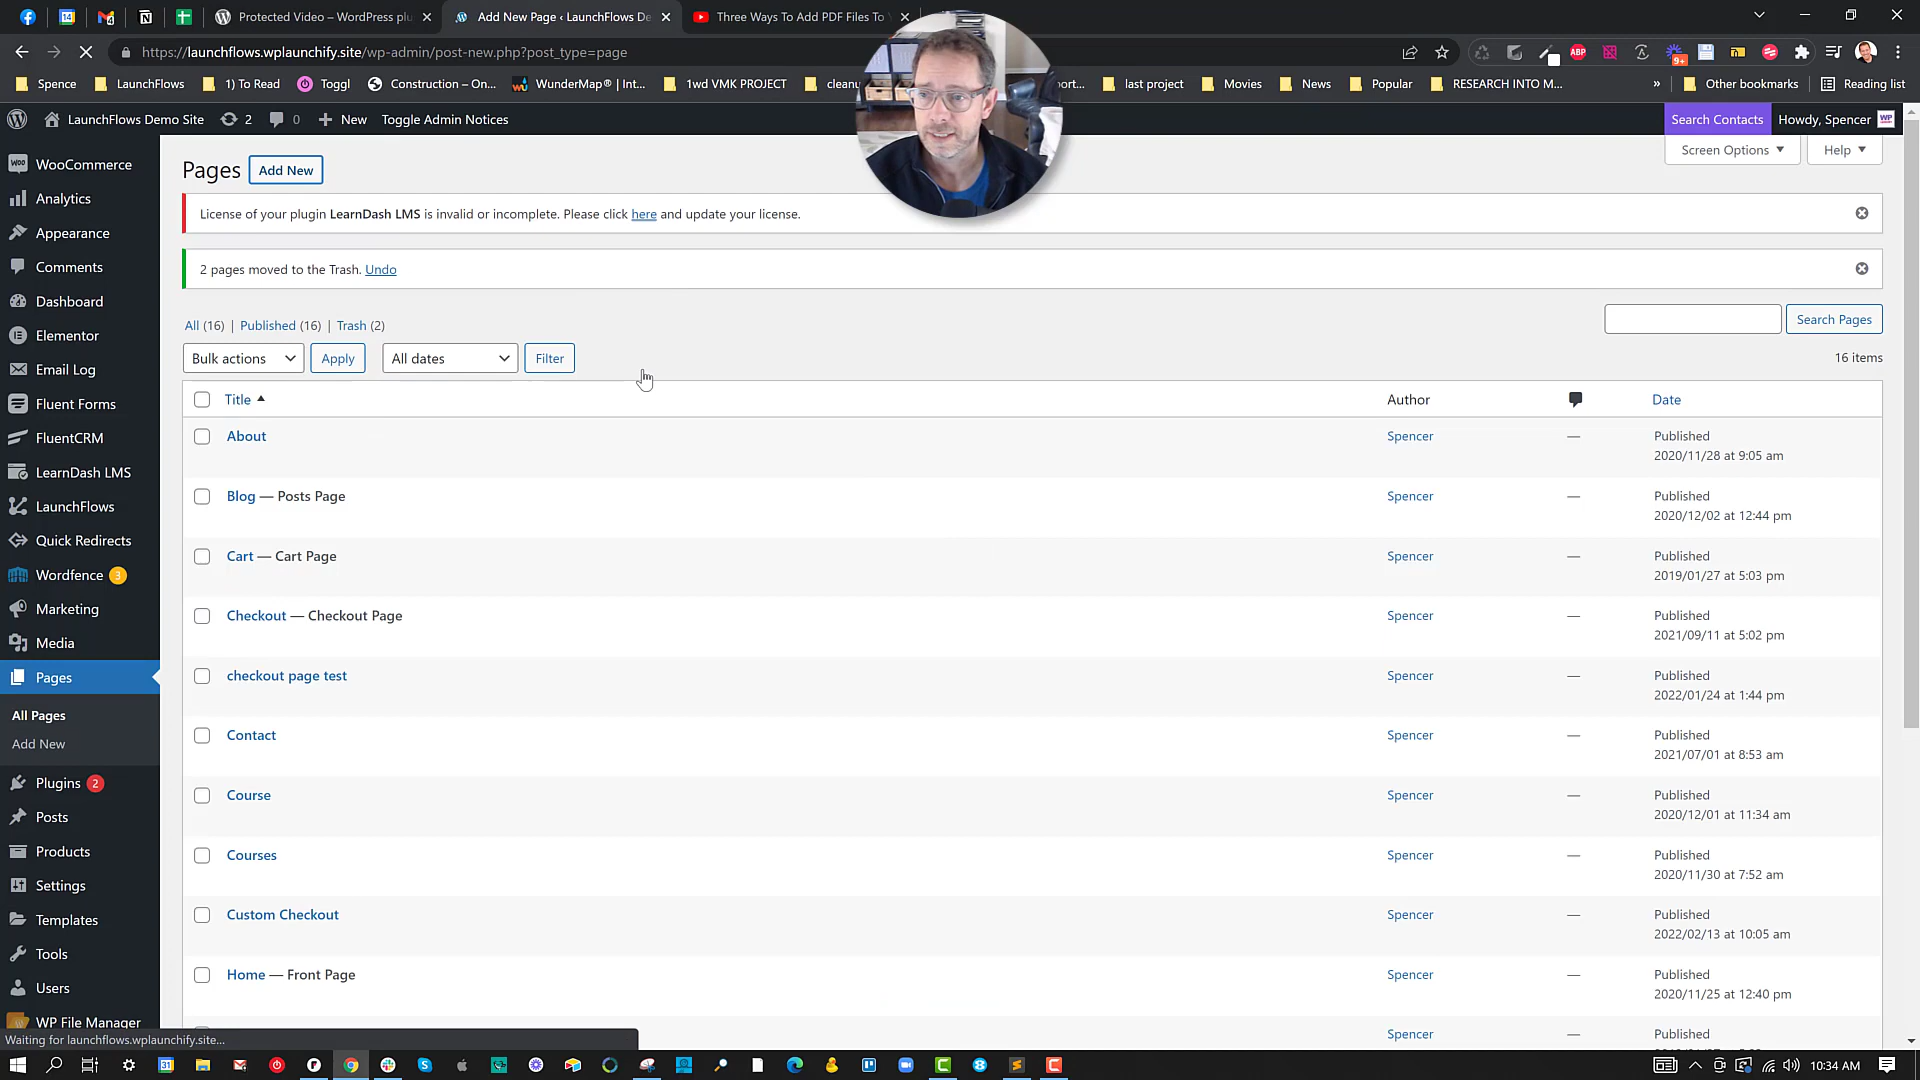 Protected Video – WordPress plu
Add New Page ‹ LaunchFlows De
Three Ways To Add PDF Files To Y
https://launchflows.wplaunchify.site/wp-admin/post-new.php?post_type=page
ABP
9+
Spence
LaunchFlows
1) To Read
Toggl
Construction – On...
WunderMap® | Int...
1wd VMK PROJECT
cleanu
port...
last project
Movies
News
Popular
RESEARCH INTO M...
»
Other bookmarks
Reading list
LaunchFlows Demo Site
2
0
New
Toggle Admin Notices
Search Contacts
Howdy, Spencer
WP
WooCommerce
Analytics
Appearance
Comments
Dashboard
Elementor
Email Log
Fluent Forms
FluentCRM
LearnDash LMS
LaunchFlows
Quick Redirects
Wordfence 3
Marketing
Media
Pages
All Pages
Add New
Plugins 2
Posts
Products
Settings
Templates
Tools
Users
WP File Manager
Pages
Add New
Screen Options
Help
License of your plugin LearnDash LMS is invalid or incomplete. Please click here and update your license.
2 pages moved to the Trash. Undo
All (16) | Published (16) | Trash (2)
Search Pages
Bulk actions
Apply
All dates
Filter
16 items
Title
Author
Date
About
Spencer
—
Published
2020/11/28 at 9:05 am
Blog — Posts Page
Spencer
—
Published
2020/12/02 at 12:44 pm
Cart — Cart Page
Spencer
—
Published
2019/01/27 at 5:03 pm
Checkout — Checkout Page
Spencer
—
Published
2021/09/11 at 5:02 pm
checkout page test
Spencer
—
Published
2022/01/24 at 1:44 pm
Contact
Spencer
—
Published
2021/07/01 at 8:53 am
Course
Spencer
—
Published
2020/12/01 at 11:34 am
Courses
Spencer
—
Published
2020/11/30 at 7:52 am
Custom Checkout
Spencer
—
Published
2022/02/13 at 10:05 am
Home — Front Page
Spencer
—
Published
2020/11/25 at 12:40 pm
Spencer
—
Published
Waiting for launchflows.wplaunchify.site...
10:34 AM